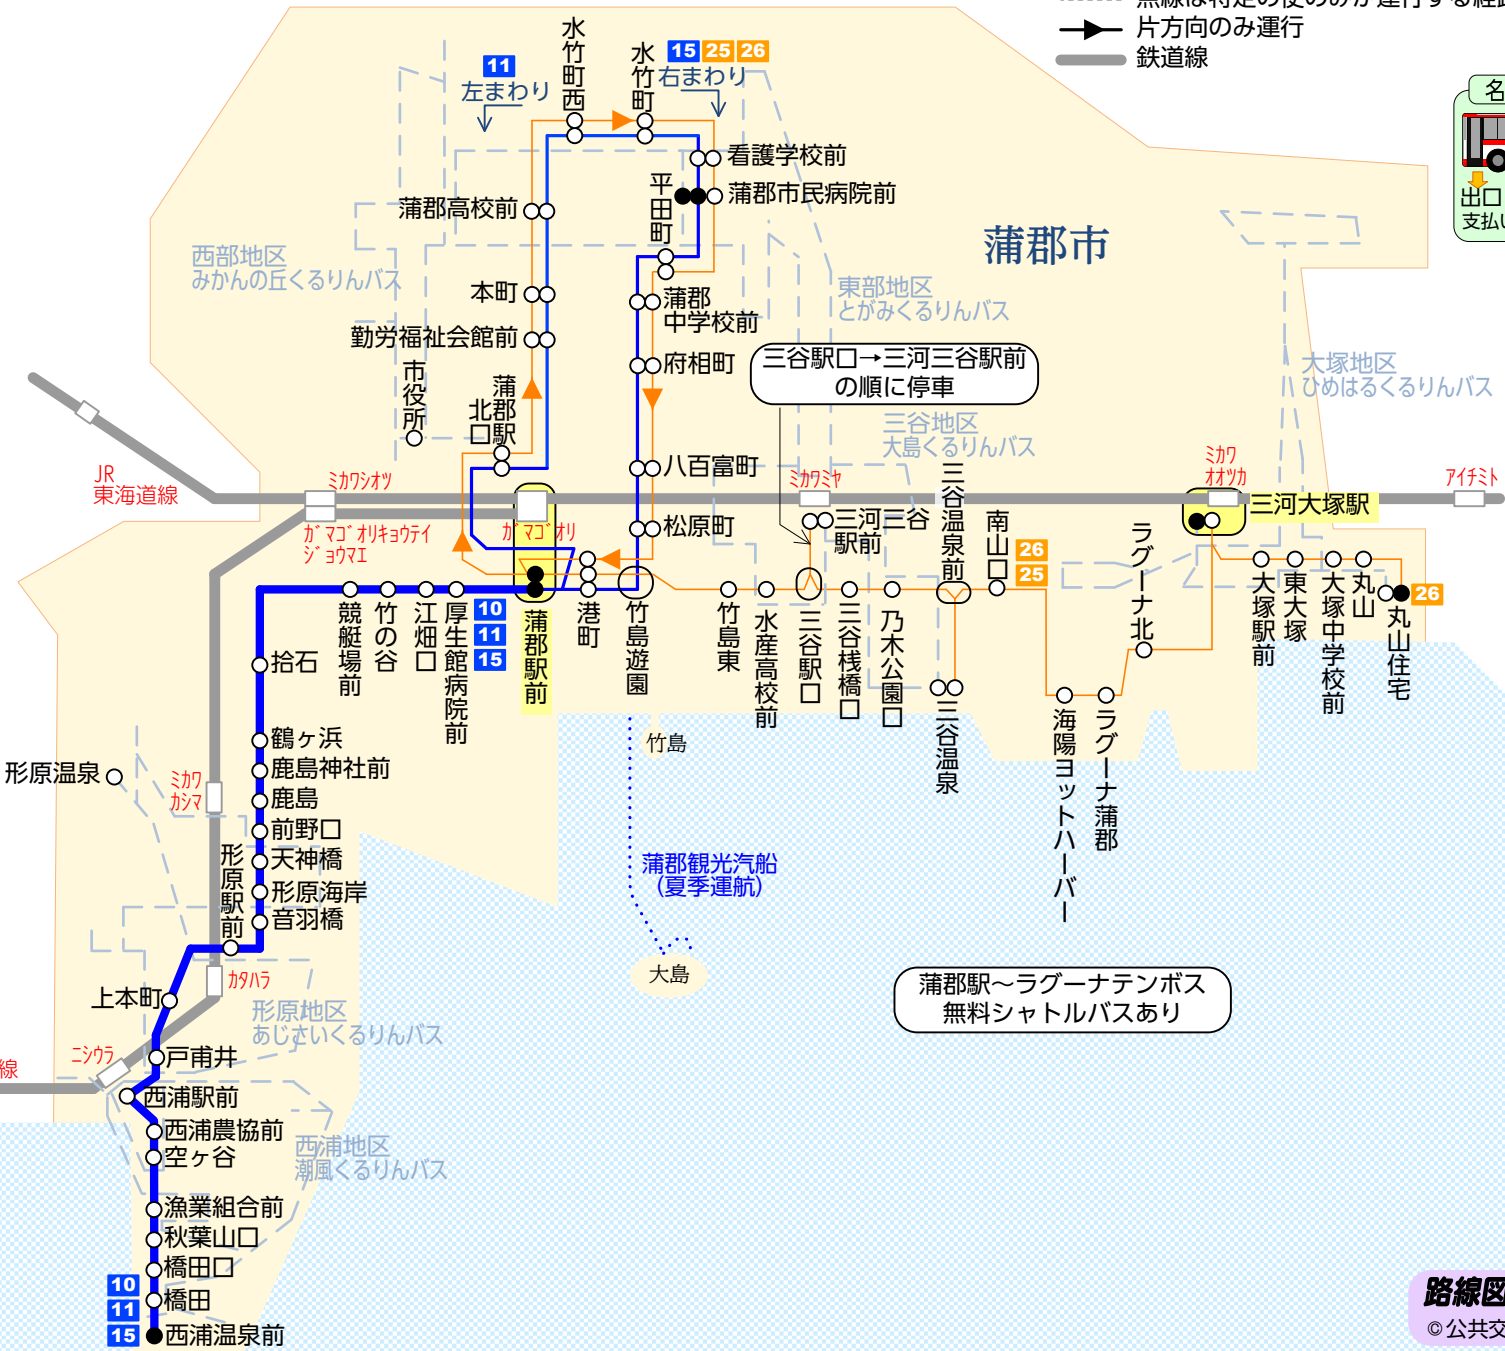 片方向のみ運行
鉄道線
出口
路線図
水竹町西
水竹町
11
左まわり
15 25 26
右まわり
看護学校前
蒲郡市民病院前
平田町
蒲郡高校前
蒲郡市
西部地区
みかんの丘くるりんバス
本町
勤労福祉会館前
市役所
蒲郡駅
北口
蒲郡
中学校前
府相町
東部地区
とがみくるりんバス
三谷駅口→三河三谷駅前
の順に停車
大塚地区
ひめはるくるりんバス
三谷地区
大島くるりんバス
八百富町
松原町
JR
東海道線
ミカワシオツ
ガマゴオリキョウテイ
ジョウマエ
ガマゴオリ
ミカワミヤ
三河三谷
駅前
三谷温泉前
南山口
26
25
ミカワ
オオツカ
三河大塚駅
アイチミト
ラグーナ北
大塚駅前
東大塚
大塚中学校前
丸山
丸山住宅
26
競艇場前
竹の谷
江畑口
厚生館病院前
10
11
15
蒲郡駅前
港町
竹島遊園
竹島東
水産高校前
三谷駅口
三谷桟橋口
乃木公園口
三谷温泉
海陽ヨットハーバー
ラグーナ蒲郡
拾石
鶴ヶ浜
鹿島神社前
鹿島
前野口
天神橋
形原海岸
音羽橋
形原駅前
形原温泉
ミカワ
カシマ
竹島
蒲郡観光汽船
(夏季運航)
大島
蒲郡駅～ラグーナテンボス
無料シャトルバスあり
カタハラ
上本町
形原地区
あじさいくるりんバス
ニシウラ
線
戸甫井
西浦駅前
西浦農協前
空ヶ谷
西浦地区
潮風くるりんバス
漁業組合前
秋葉山口
橋田口
橋田
10
11
15
西浦温泉前